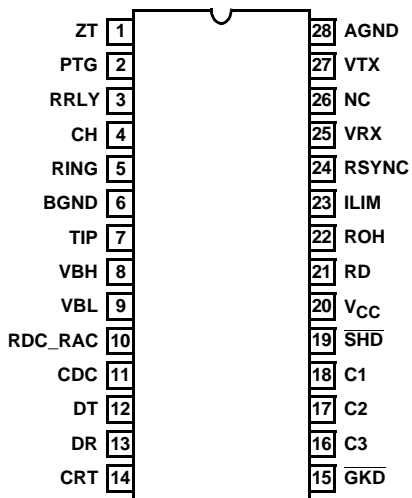 ZT 1 28 AGND
PTG 2 27 VTX
RRLY 3 26 NC
CH 4 25 VRX
RING 5 24 RSYNC
BGND 6 23 ILIM
TIP 7 22 ROH
VBH 8 21 RD
VBL 9 20 VCC
RDC_RAC 10 19 SHD
CDC 11 18 C1
DT 12 17 C2
DR 13 16 C3
CRT 14 15 GKD